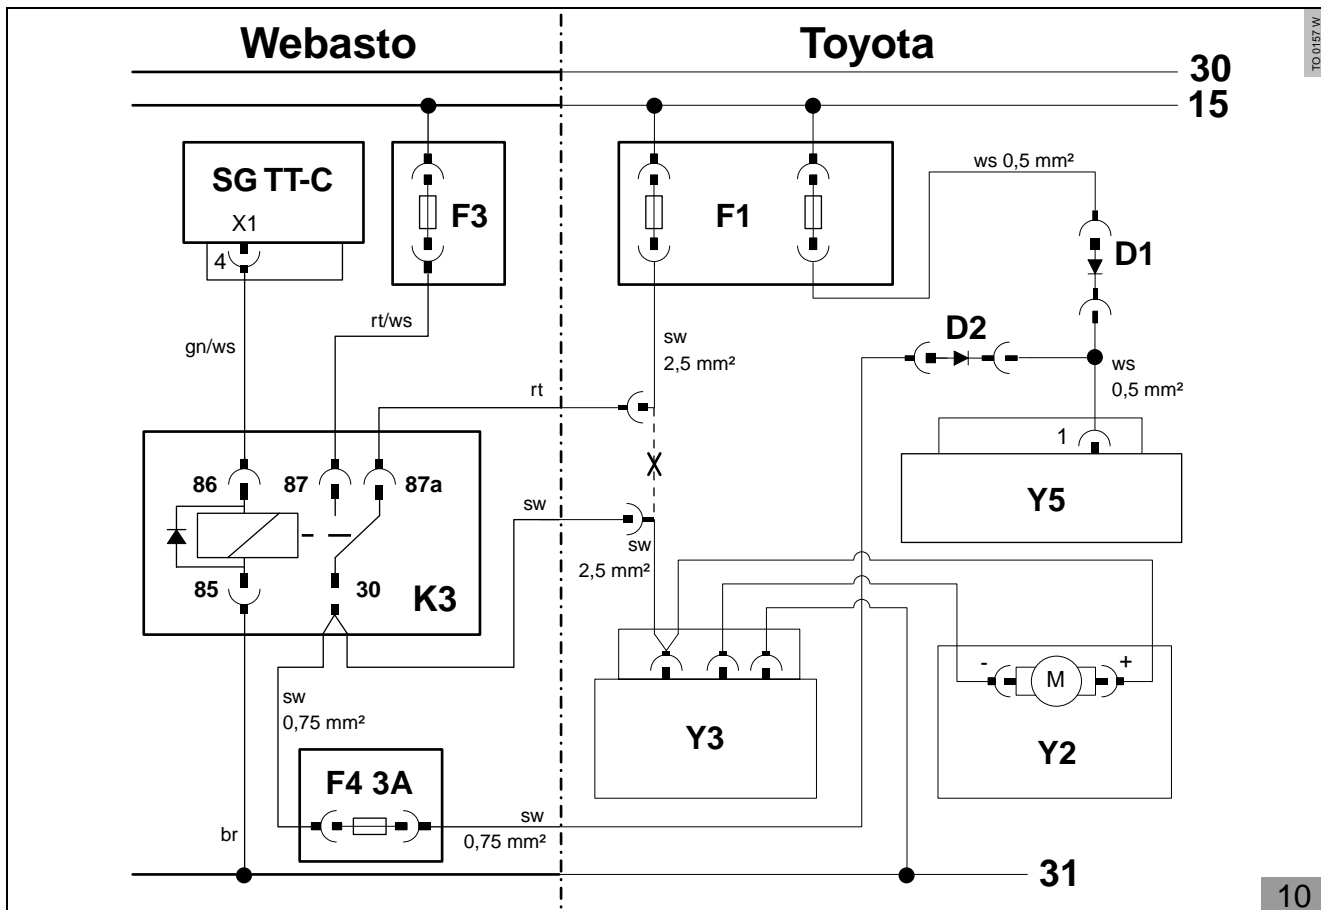 Webasto
Toyota
TO 0157 W
30
15
SG TT-C
X1
4
F3
F1
ws 0,5 mm²
D1
D2
rt/ws
gn/ws
sw
2,5 mm²
ws
0,5 mm²
rt
1
86
87
87a
Y5
sw
sw
2,5 mm²
85
30
K3
-
M
+
sw
0,75 mm²
Y3
Y2
F4 3A
sw
0,75 mm²
br
31
10